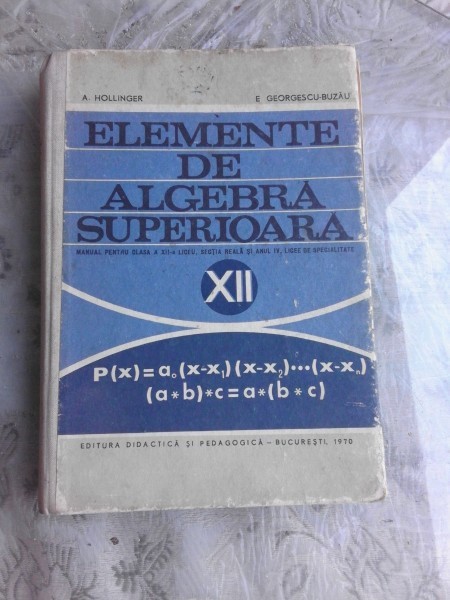 A. HOLLINGER E. GEORGESCU-BUZĂU
ELEMENTE
DE
ALGEBRĂ
SUPERIOARĂ
MANUAL PENTRU CLASA A XII-a LICEU, SECȚIA REALĂ ȘI ANUL IV, LICEE DE SPECIALITATE
XII
P(x)=a₀(x-x₁)(x-x₂)•••(x-xₙ)
(a*b)*c=a*(b*c)
EDITURA DIDACTICĂ ȘI PEDAGOGICĂ – BUCUREȘTI, 1970